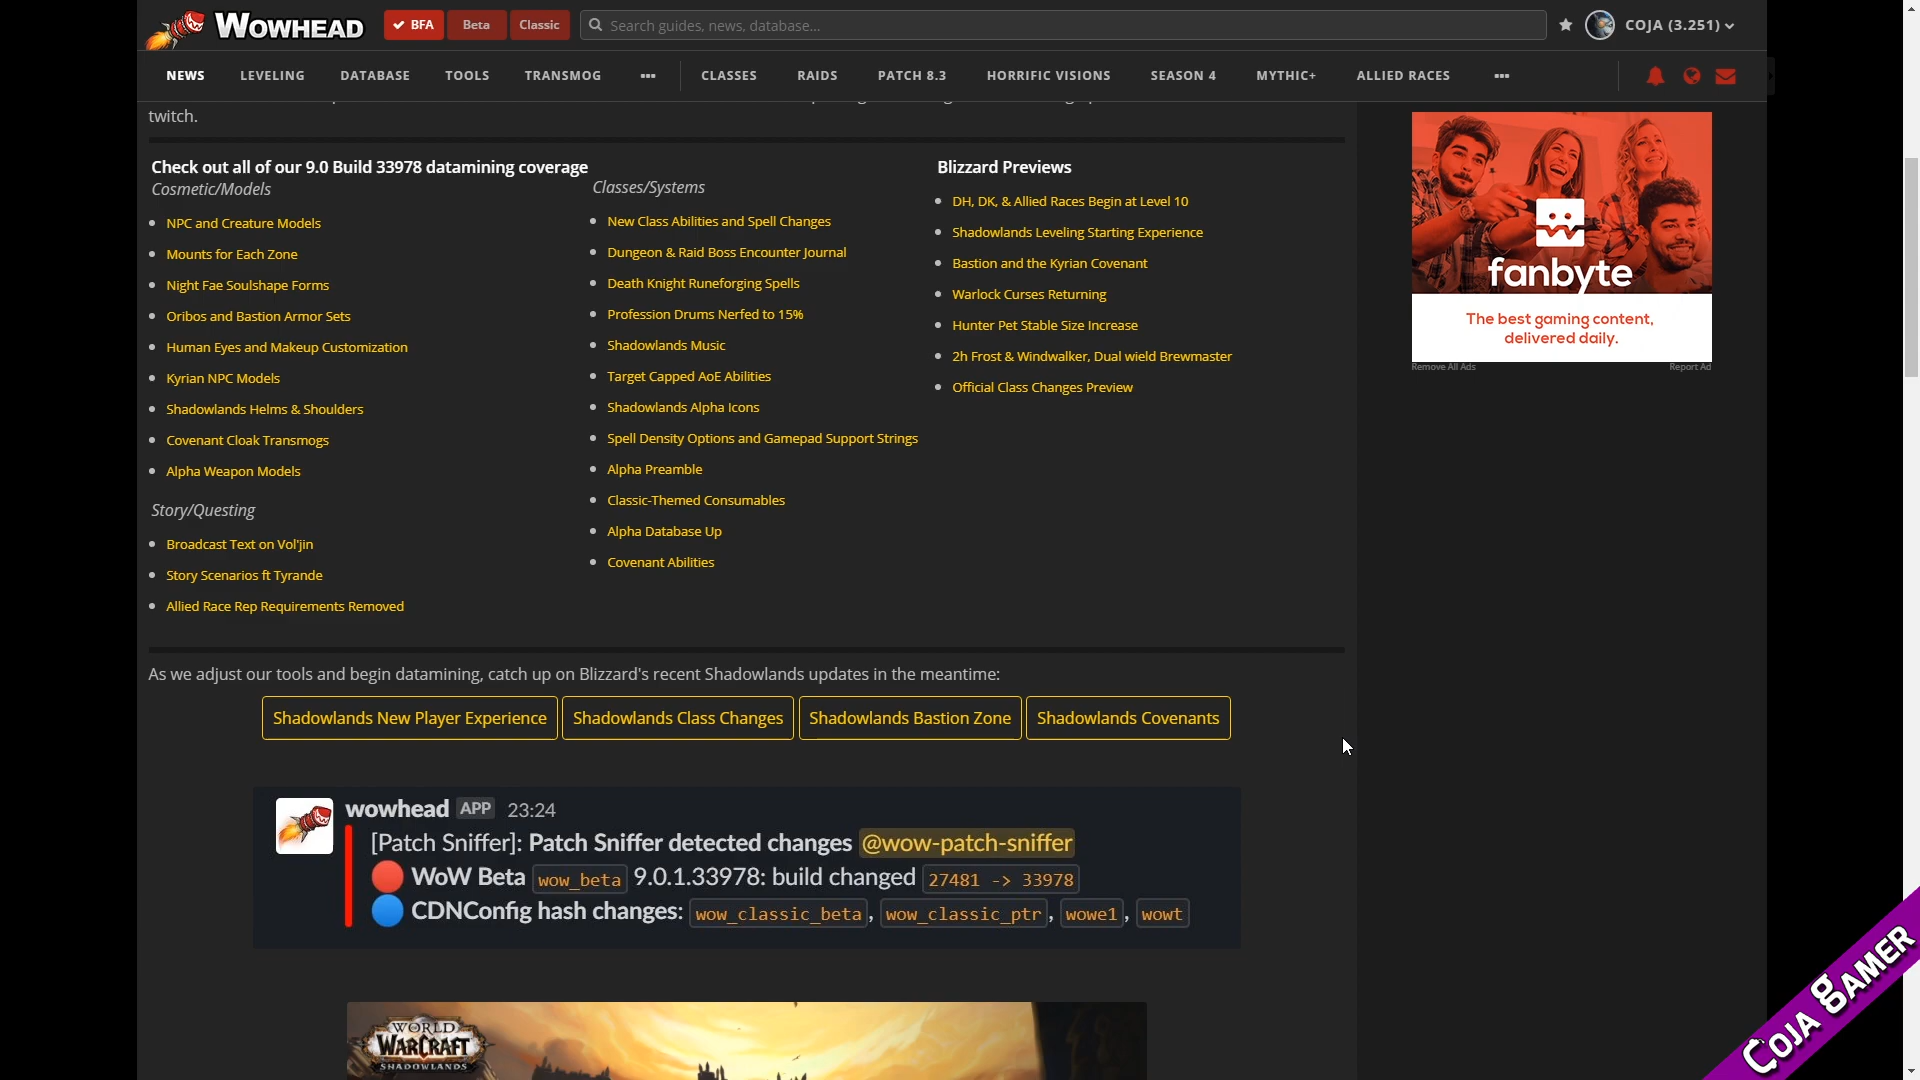 WOWHEAD
BFA
Beta
Classic
Search guides, news, database...
COJA (3.251)
NEWS
LEVELING
DATABASE
TOOLS
TRANSMOG
CLASSES
RAIDS
PATCH 8.3
HORRIFIC VISIONS
SEASON 4
MYTHIC+
ALLIED RACES
twitch.
Check out all of our 9.0 Build 33978 datamining coverage
Cosmetic/Models
NPC and Creature Models
Mounts for Each Zone
Night Fae Soulshape Forms
Oribos and Bastion Armor Sets
Human Eyes and Makeup Customization
Kyrian NPC Models
Shadowlands Helms & Shoulders
Covenant Cloak Transmogs
Alpha Weapon Models
Story/Questing
Broadcast Text on Vol'jin
Story Scenarios ft Tyrande
Allied Race Rep Requirements Removed
Classes/Systems
New Class Abilities and Spell Changes
Dungeon & Raid Boss Encounter Journal
Death Knight Runeforging Spells
Profession Drums Nerfed to 15%
Shadowlands Music
Target Capped AoE Abilities
Shadowlands Alpha Icons
Spell Density Options and Gamepad Support Strings
Alpha Preamble
Classic-Themed Consumables
Alpha Database Up
Covenant Abilities
Blizzard Previews
DH, DK, & Allied Races Begin at Level 10
Shadowlands Leveling Starting Experience
Bastion and the Kyrian Covenant
Warlock Curses Returning
Hunter Pet Stable Size Increase
2h Frost & Windwalker, Dual wield Brewmaster
Official Class Changes Preview
fanbyte
The best gaming content,
delivered daily.
Remove All Ads
Report Ad
As we adjust our tools and begin datamining, catch up on Blizzard's recent Shadowlands updates in the meantime:
Shadowlands New Player Experience
Shadowlands Class Changes
Shadowlands Bastion Zone
Shadowlands Covenants
wowhead APP 23:24
[Patch Sniffer]: Patch Sniffer detected changes @wow-patch-sniffer
WoW Beta wow_beta 9.0.1.33978: build changed 27481 -> 33978
CDNConfig hash changes: wow_classic_beta, wow_classic_ptr, wowe1, wowt
WORLD
WARCRAFT
SHADOWLANDS
COJA GAMER